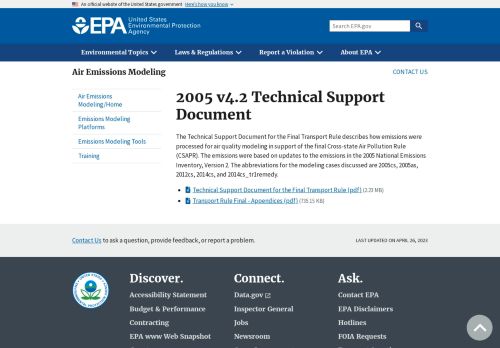 An official website of the United States government Here's how you know
EPA United States
Environmental Protection
Agency
Search EPA.gov
Environmental Topics Laws & Regulations Report a Violation About EPA
Air Emissions Modeling
CONTACT US
Air Emissions
Modeling/Home
Emissions Modeling
Platforms
Emissions Modeling Tools
Training
2005 v4.2 Technical Support
Document
The Technical Support Document for the Final Transport Rule describes how emissions were
processed for air quality modeling in support of the final Cross-state Air Pollution Rule
(CSAPR). The emissions were based on updates to the emissions in the 2005 National Emissions
Inventory, Version 2. The abbreviations for the modeling cases discussed are 2005cs, 2005as,
2012cs, 2014cs, and 2014cs_tr1remedy.
Technical Support Document for the Final Transport Rule (pdf) (2.23 MB)
Transport Rule Final - Appendices (pdf) (735.15 KB)
Contact Us to ask a question, provide feedback, or report a problem.
LAST UPDATED ON APRIL 26, 2023
Discover.
Accessibility Statement
Budget & Performance
Contracting
EPA www Web Snapshot
Connect.
Data.gov
Inspector General
Jobs
Newsroom
Ask.
Contact EPA
EPA Disclaimers
Hotlines
FOIA Requests